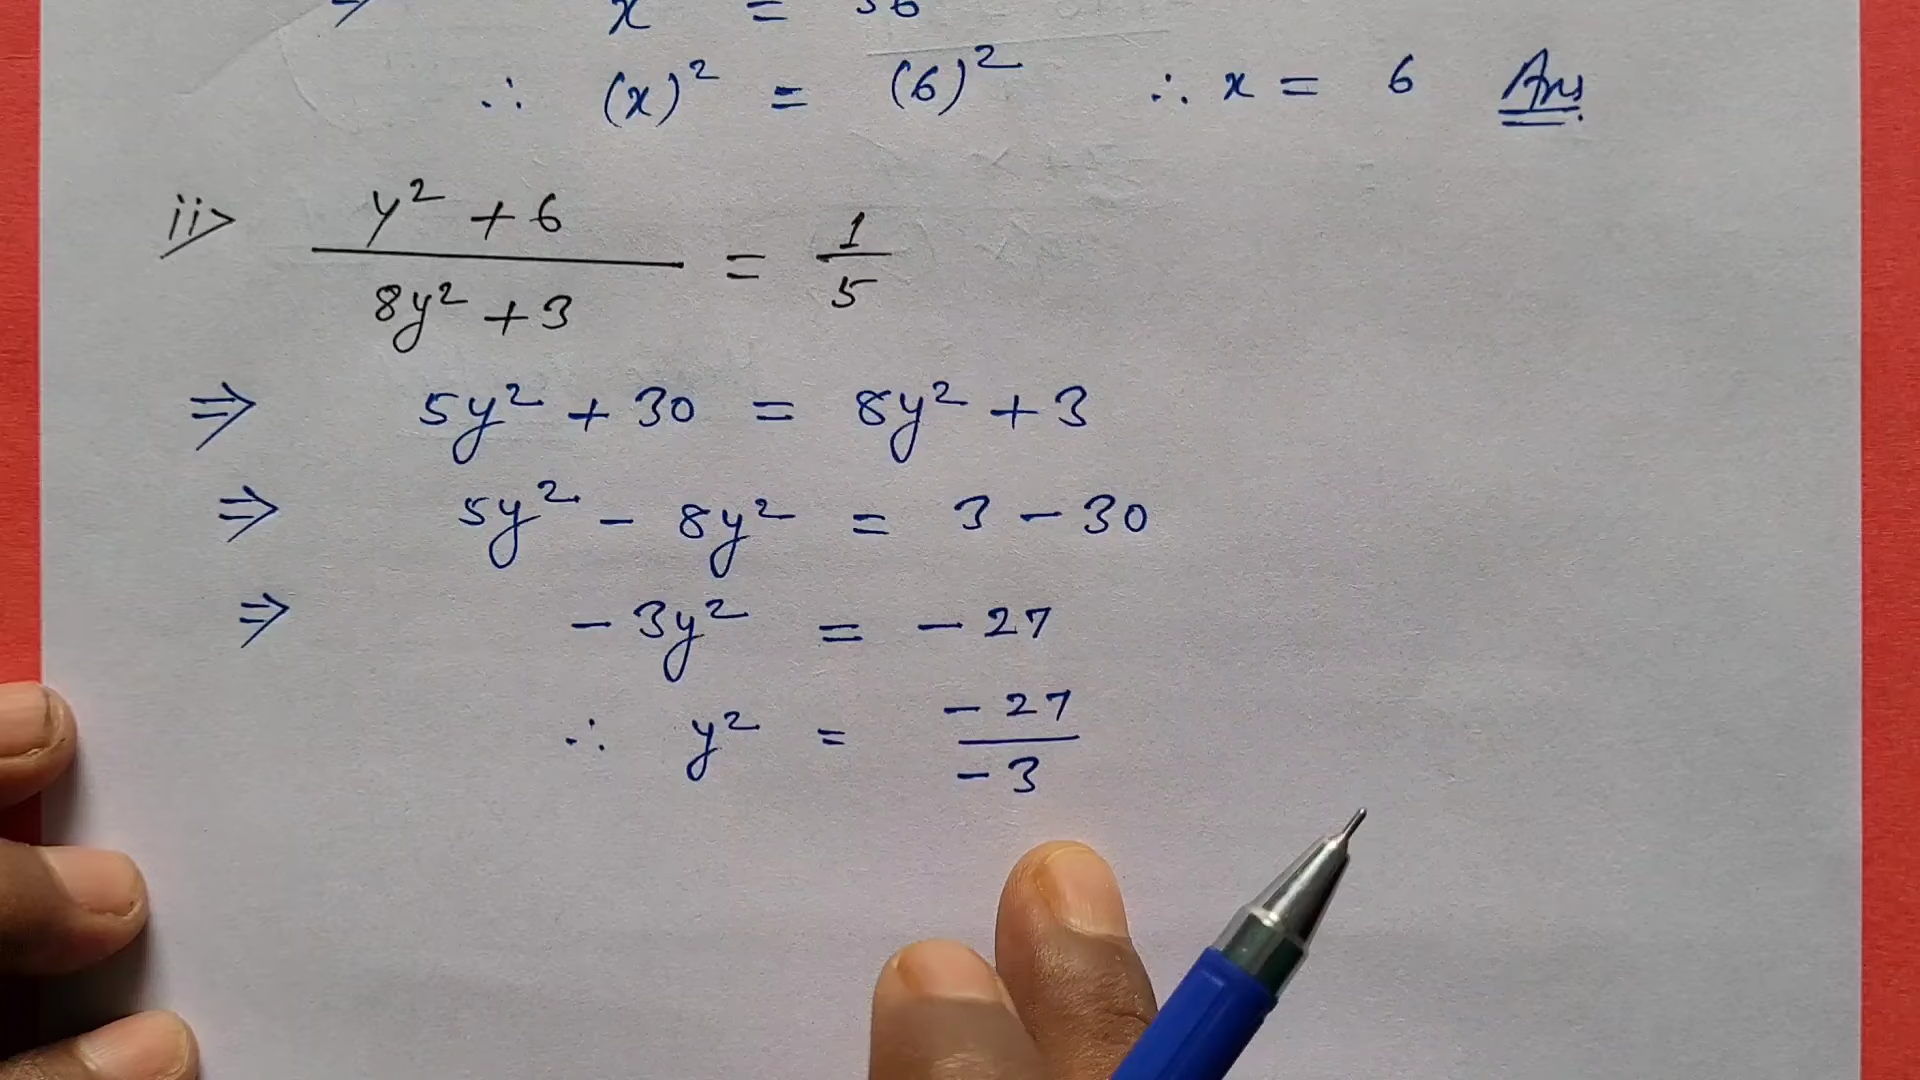 ⇒ x = 36
∴ (x)² = (6)² ∴ x = 6 Ans.
ii> y² + 6 / 8y² + 3 = 1/5
⇒ 5y² + 30 = 8y² + 3
⇒ 5y² - 8y² = 3 - 30
⇒ - 3y² = - 27
∴ y² = - 27 / - 3